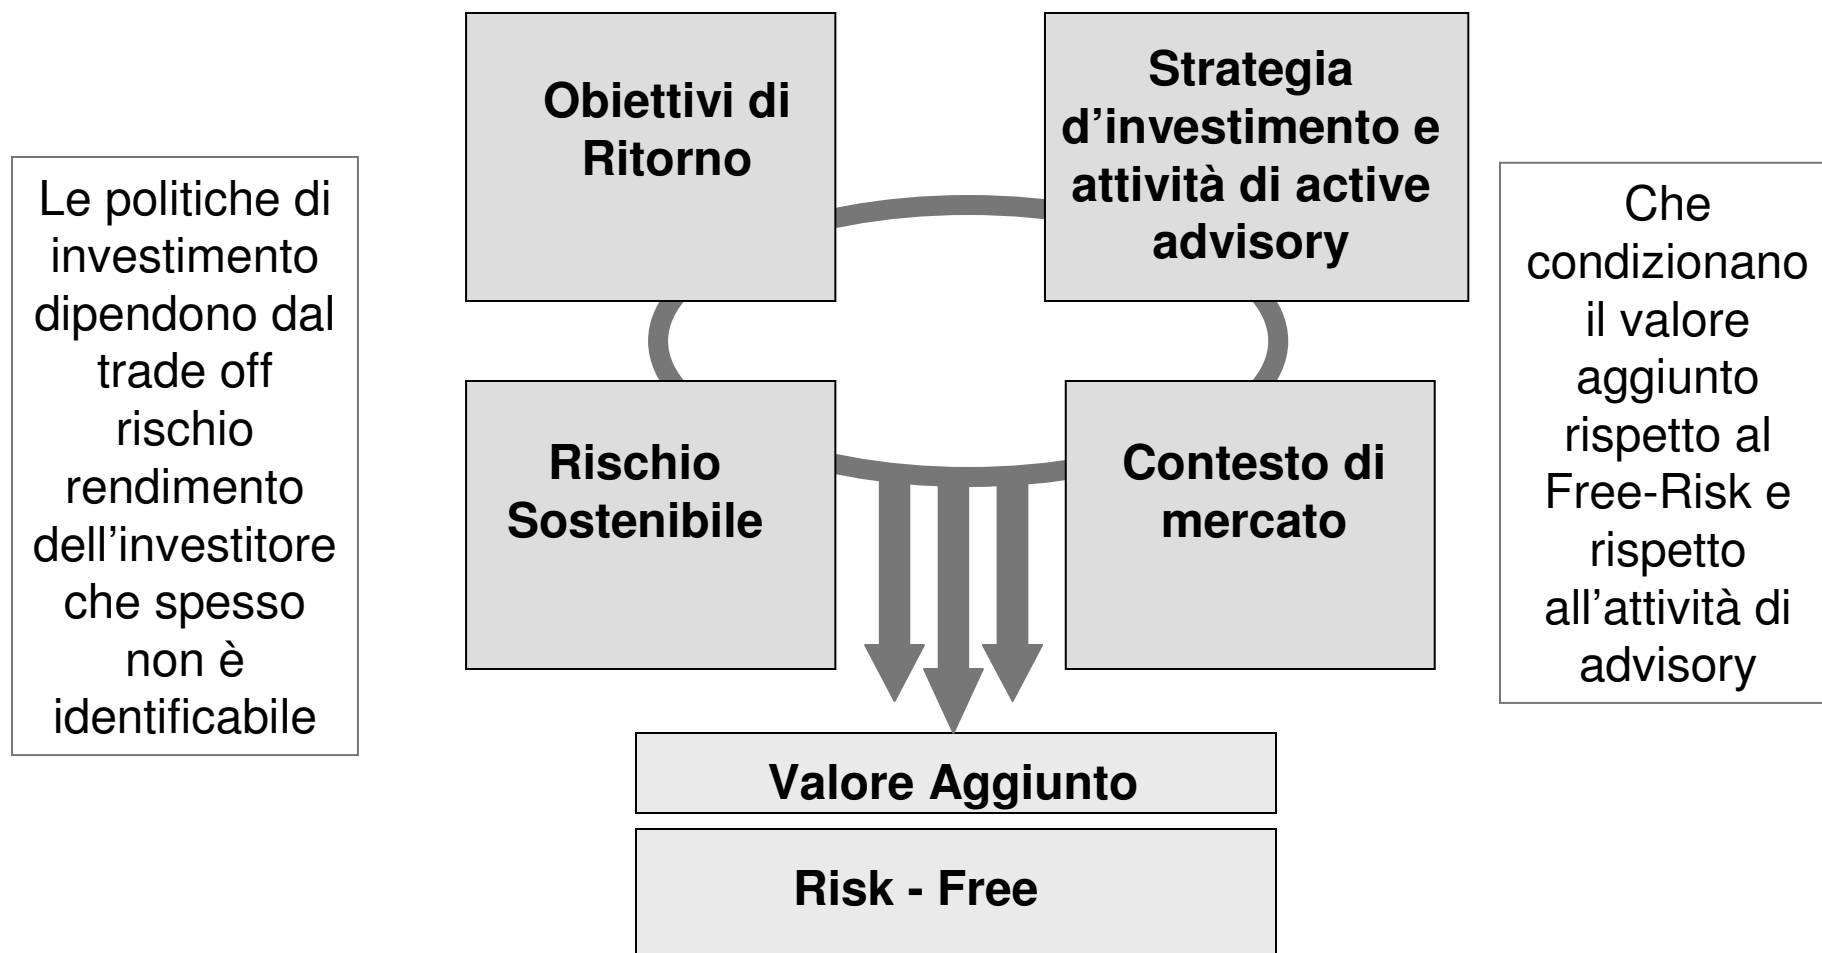 Le politiche di
investimento
dipendono dal
trade off
rischio
rendimento
dell'investitore
che spesso
non è
identificabile
Obiettivi di
Ritorno
Strategia
d'investimento e
attività di active
advisory
Rischio
Sostenibile
Contesto di
mercato
Che
condizionano
il valore
aggiunto
rispetto al
Free-Risk e
rispetto
all'attività di
advisory
Valore Aggiunto
Risk - Free